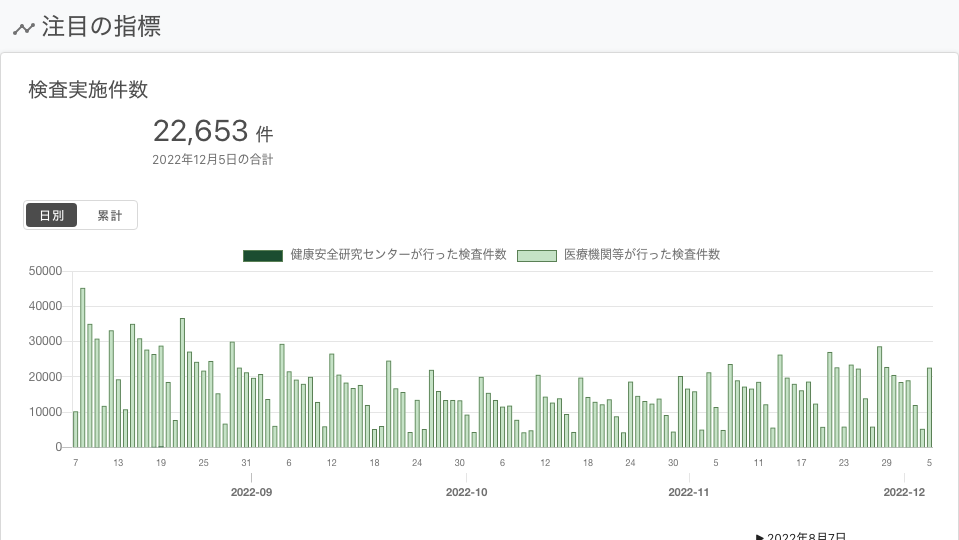 注目の指標
検査実施件数
22,653 件
2022年12月5日の合計
日別 累計
健康安全研究センターが行った検査件数 医療機関等が行った検査件数
50000
40000
30000
20000
10000
0
7 13 19 25 31 6 12 18 24 30 6 12 18 24 30 5 11 17 23 29 5
2022-09 2022-10 2022-11 2022-12
▶ 2022年8月7日